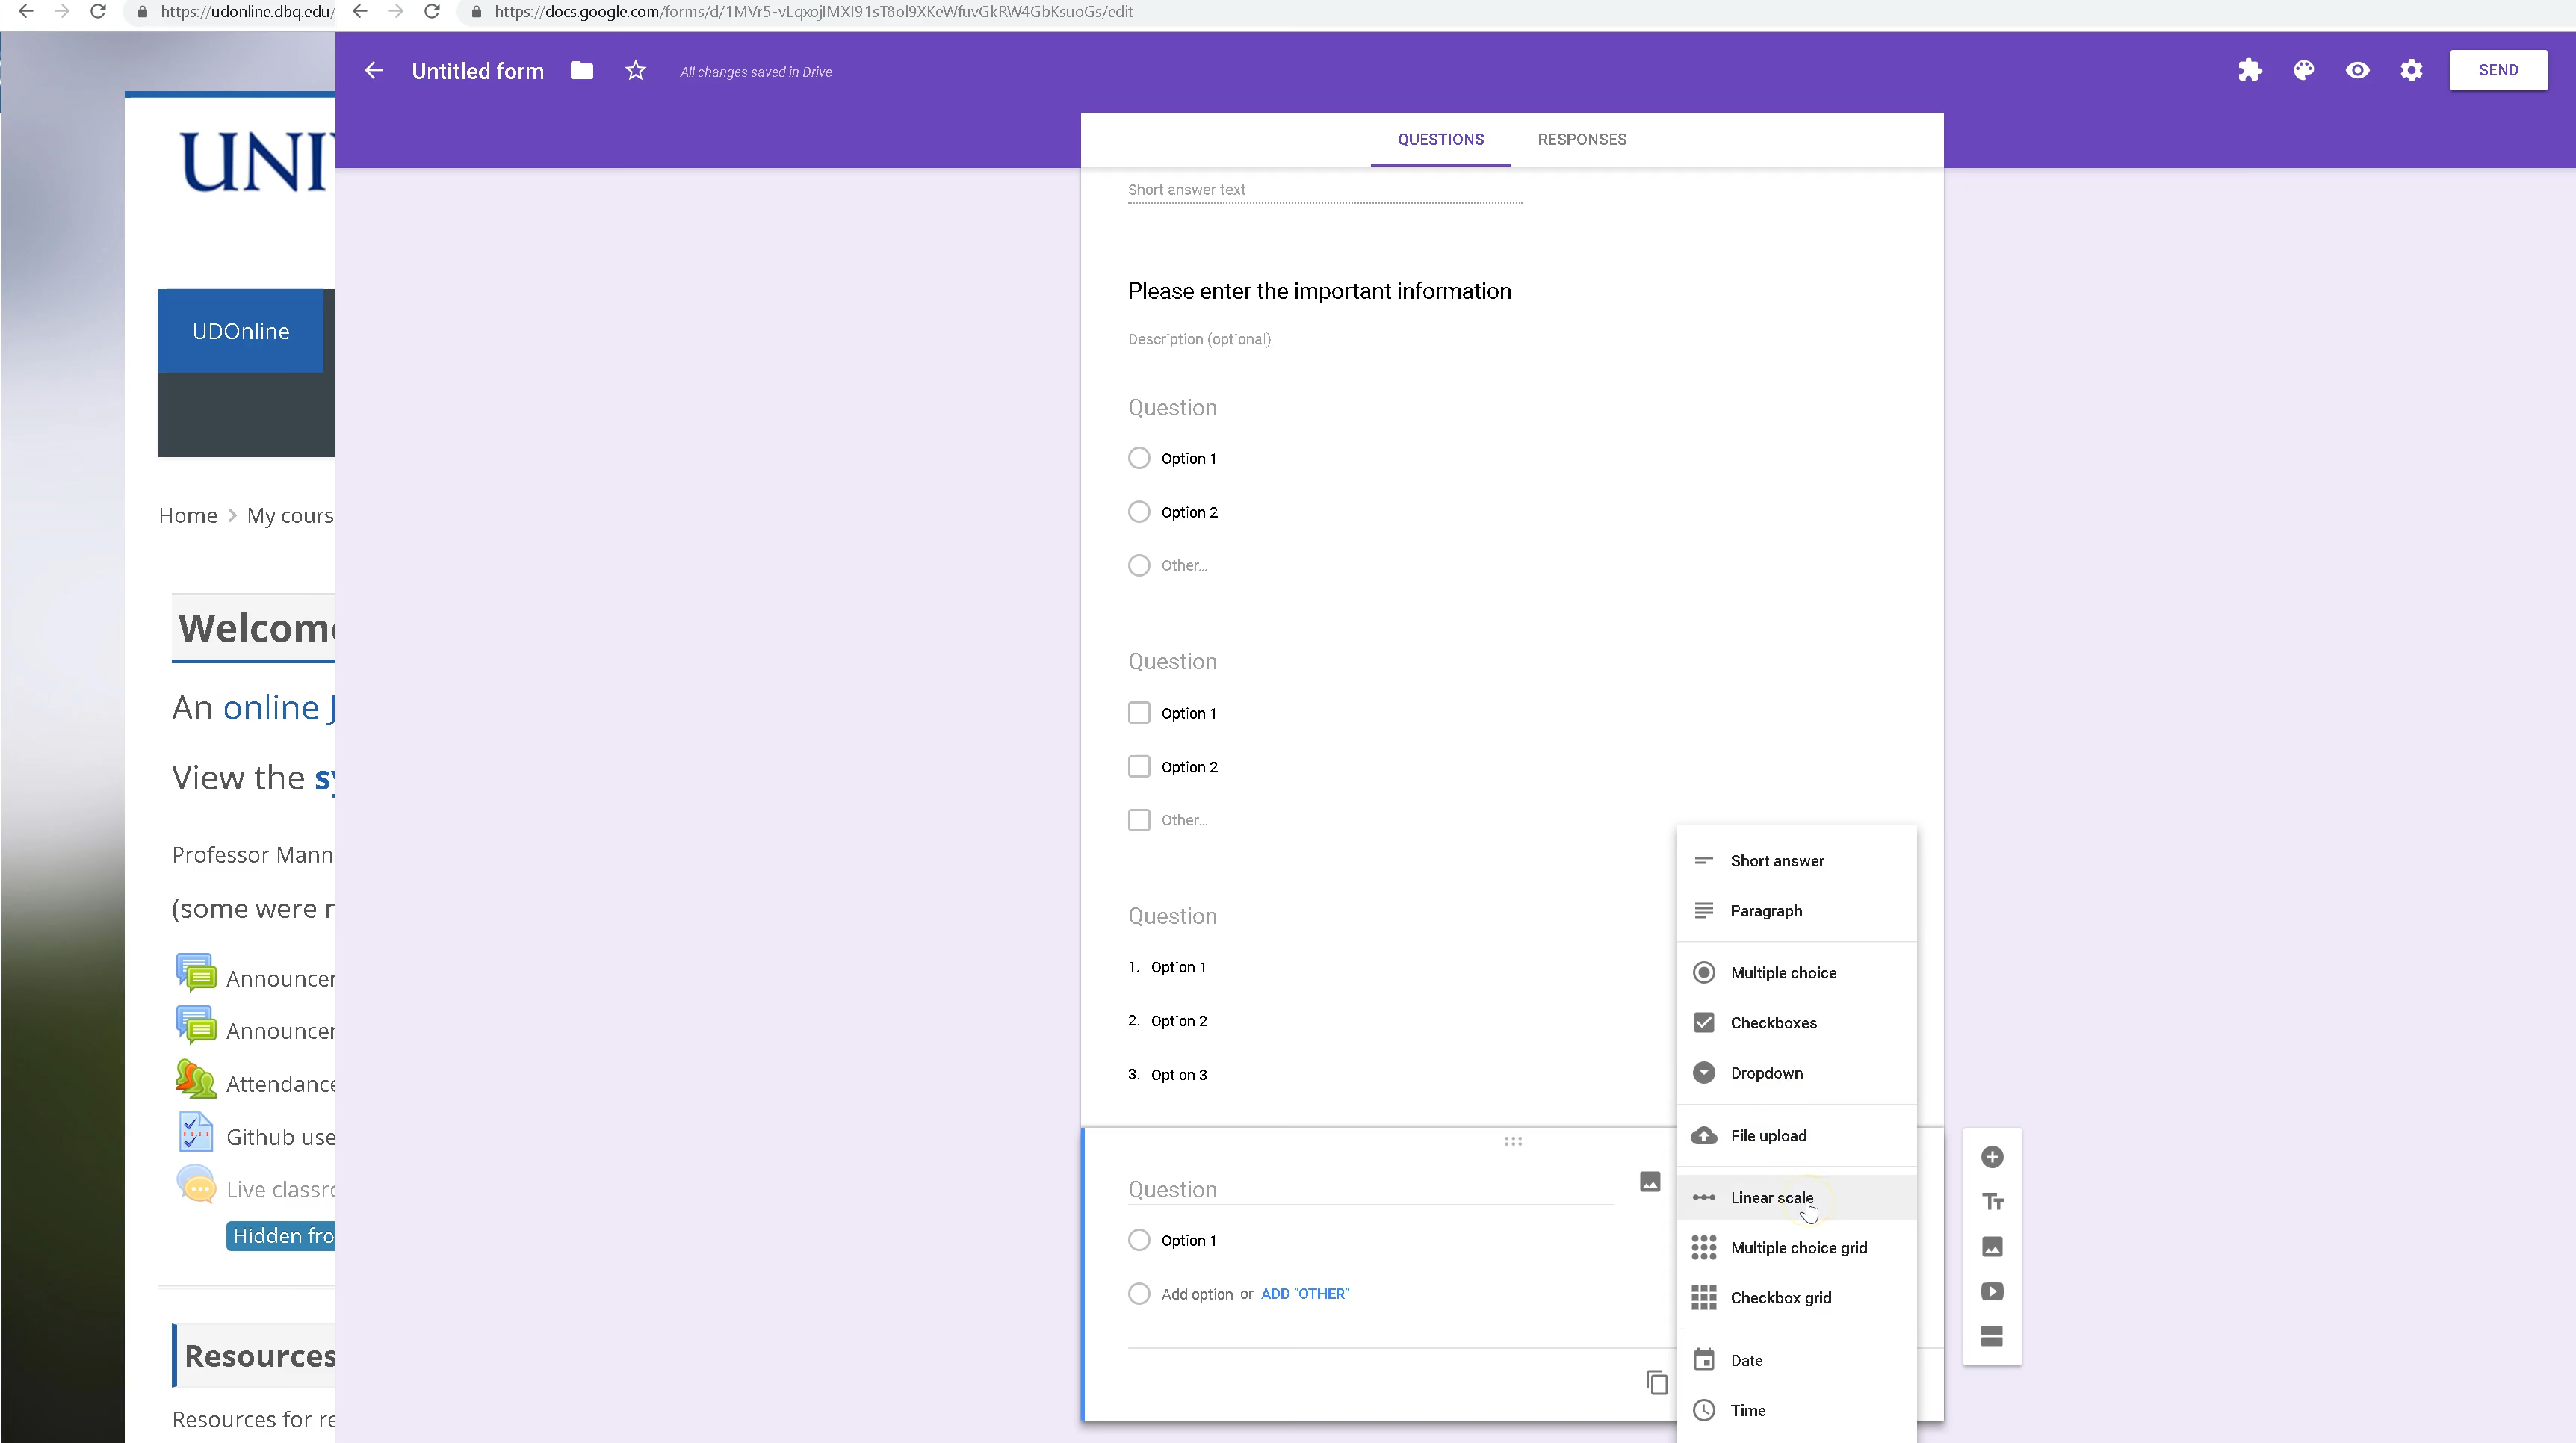 https://udonline.dbq.edu/
https://docs.google.com/forms/d/1MVr5-vLqxojIMXI91sT8ol9XKeWfuvGkRW4GbKsuoGs/edit
Untitled form
All changes saved in Drive
SEND
QUESTIONS
RESPONSES
UNI
UDOnline
Home > My cours
Welcome
An online J
View the sy
Professor Mann
(some were r
Announcer
Announcer
Attendance
Github use
Live classro
Hidden fro
Resources
Resources for re
Short answer text
Please enter the important information
Description (optional)
Question
Option 1
Option 2
Other...
Question
Option 1
Option 2
Other...
Question
1. Option 1
2. Option 2
3. Option 3
Question
Option 1
Add option or ADD "OTHER"
Short answer
Paragraph
Multiple choice
Checkboxes
Dropdown
File upload
Linear scale
Multiple choice grid
Checkbox grid
Date
Time
Tт